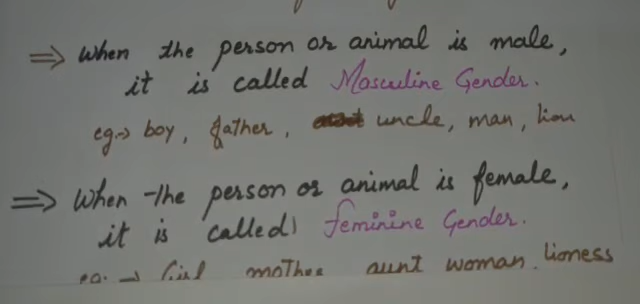 ⇒ When the person or animal is male,
it is called Masculine Gender.
eg:→ boy, father, uncle, man, lion
⇒ When the person or animal is female,
it is called feminine Gender.
eg. → Girl mother aunt woman. lioness